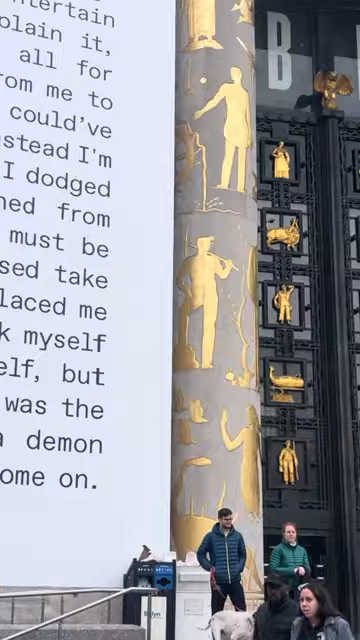 ntertain
plain it,
all for
rom me to
could've
nstead I'm
I dodged
ned from
must be
sed take
laced me
k myself
elf, but
was the
a demon
ome on.
B